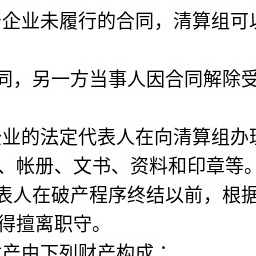 企业未履行的合同，清算组可以
同，另一方当事人因合同解除受
业的法定代表人在向清算组办理
、帐册、文书、资料和印章等。
表人在破产程序终结以前，根据
得擅离职守。
产由下列财产构成：